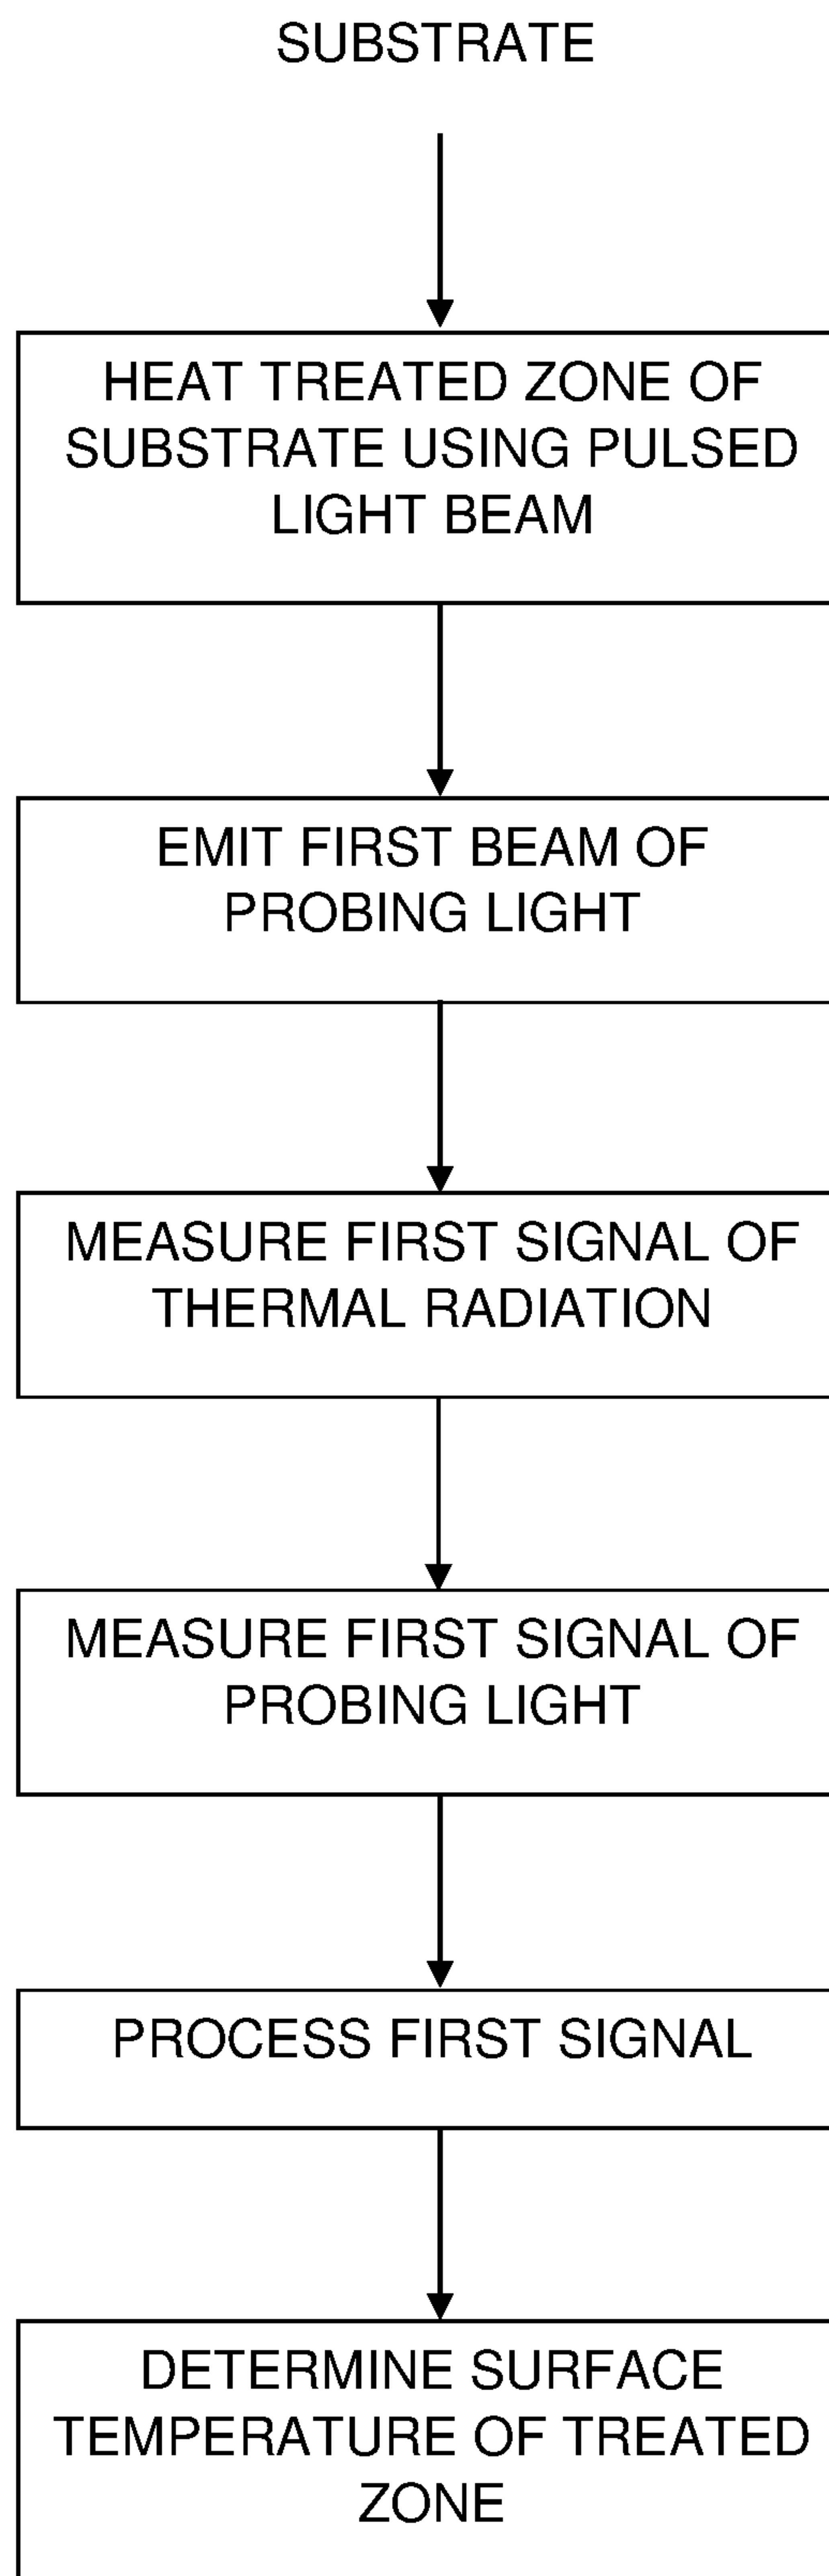 SUBSTRATE
HEAT TREATED ZONE OF
SUBSTRATE USING PULSED
LIGHT BEAM
EMIT FIRST BEAM OF
PROBING LIGHT
MEASURE FIRST SIGNAL OF
THERMAL RADIATION
MEASURE FIRST SIGNAL OF
PROBING LIGHT
PROCESS FIRST SIGNAL
DETERMINE SURFACE
TEMPERATURE OF TREATED
ZONE